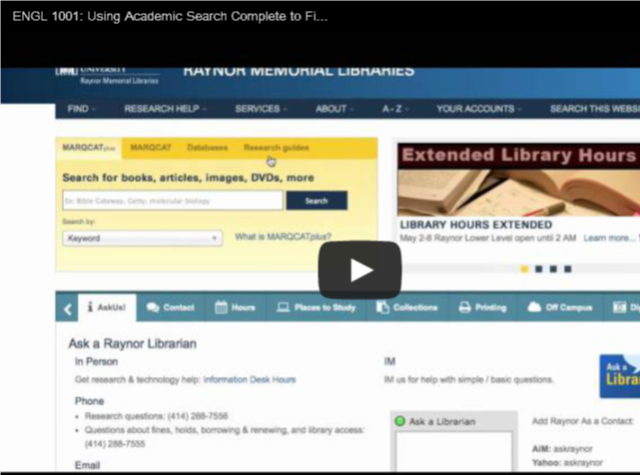 ENGL 1001: Using Academic Search Complete to Fi...
UNIVERSITY
Raynor Memorial Libraries
RAYNOR MEMORIAL LIBRARIES
FIND RESEARCH HELP SERVICES ABOUT A - Z YOUR ACCOUNTS SEARCH THIS WEBS
MARQCATplus MARQCAT Databases Research guides
Search for books, articles, images, DVDs, more
Ex: Bible Gateway, Getty, molecular biology Search
Search by:
Keyword What is MARQCATplus?
Extended Library Hours
LIBRARY HOURS EXTENDED
May 2-8 Raynor Lower Level open until 2 AM Learn more...
i AskUs! Contact Hours Places to Study Collections Printing Off Campus Di
Ask a Raynor Librarian
In Person
Get research & technology help: Information Desk Hours
Phone
• Research questions: (414) 288-7556
• Questions about fines, holds, borrowing & renewing, and library access:
(414) 288-7555
Email
IM
IM us for help with simple / basic questions.
Ask a Librarian
Ask a
Librar
Add Raynor As a Contact:
AIM: askraynor
Yahoo: askraynor